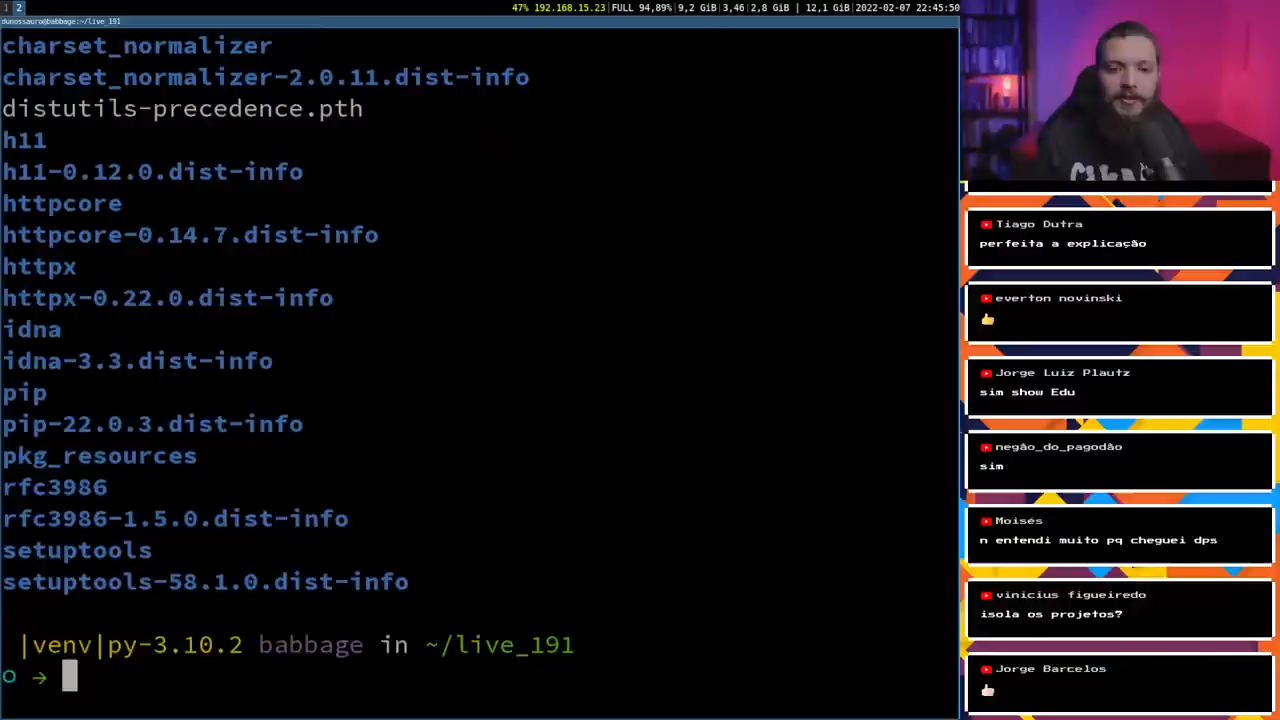 1 2
47% 192.168.15.23|FULL 94,89%|9,2 GiB|3,46|2,8 GiB | 12,1 GiB|2022-02-07 22:45:50
dunossauro@babbage:~/live_191
charset_normalizer
charset_normalizer-2.0.11.dist-info
distutils-precedence.pth
h11
h11-0.12.0.dist-info
httpcore
httpcore-0.14.7.dist-info
httpx
httpx-0.22.0.dist-info
idna
idna-3.3.dist-info
pip
pip-22.0.3.dist-info
pkg_resources
rfc3986
rfc3986-1.5.0.dist-info
setuptools
setuptools-58.1.0.dist-info
|venv|py-3.10.2 babbage in ~/live_191
Tiago Dutra
perfeita a explicação
everton novinski
Jorge Luiz Plautz
sim show Edu
negão_do_pagodão
sim
Moisés
n entendi muito pq cheguei dps
vinicius figueiredo
isola os projetos?
Jorge Barcelos